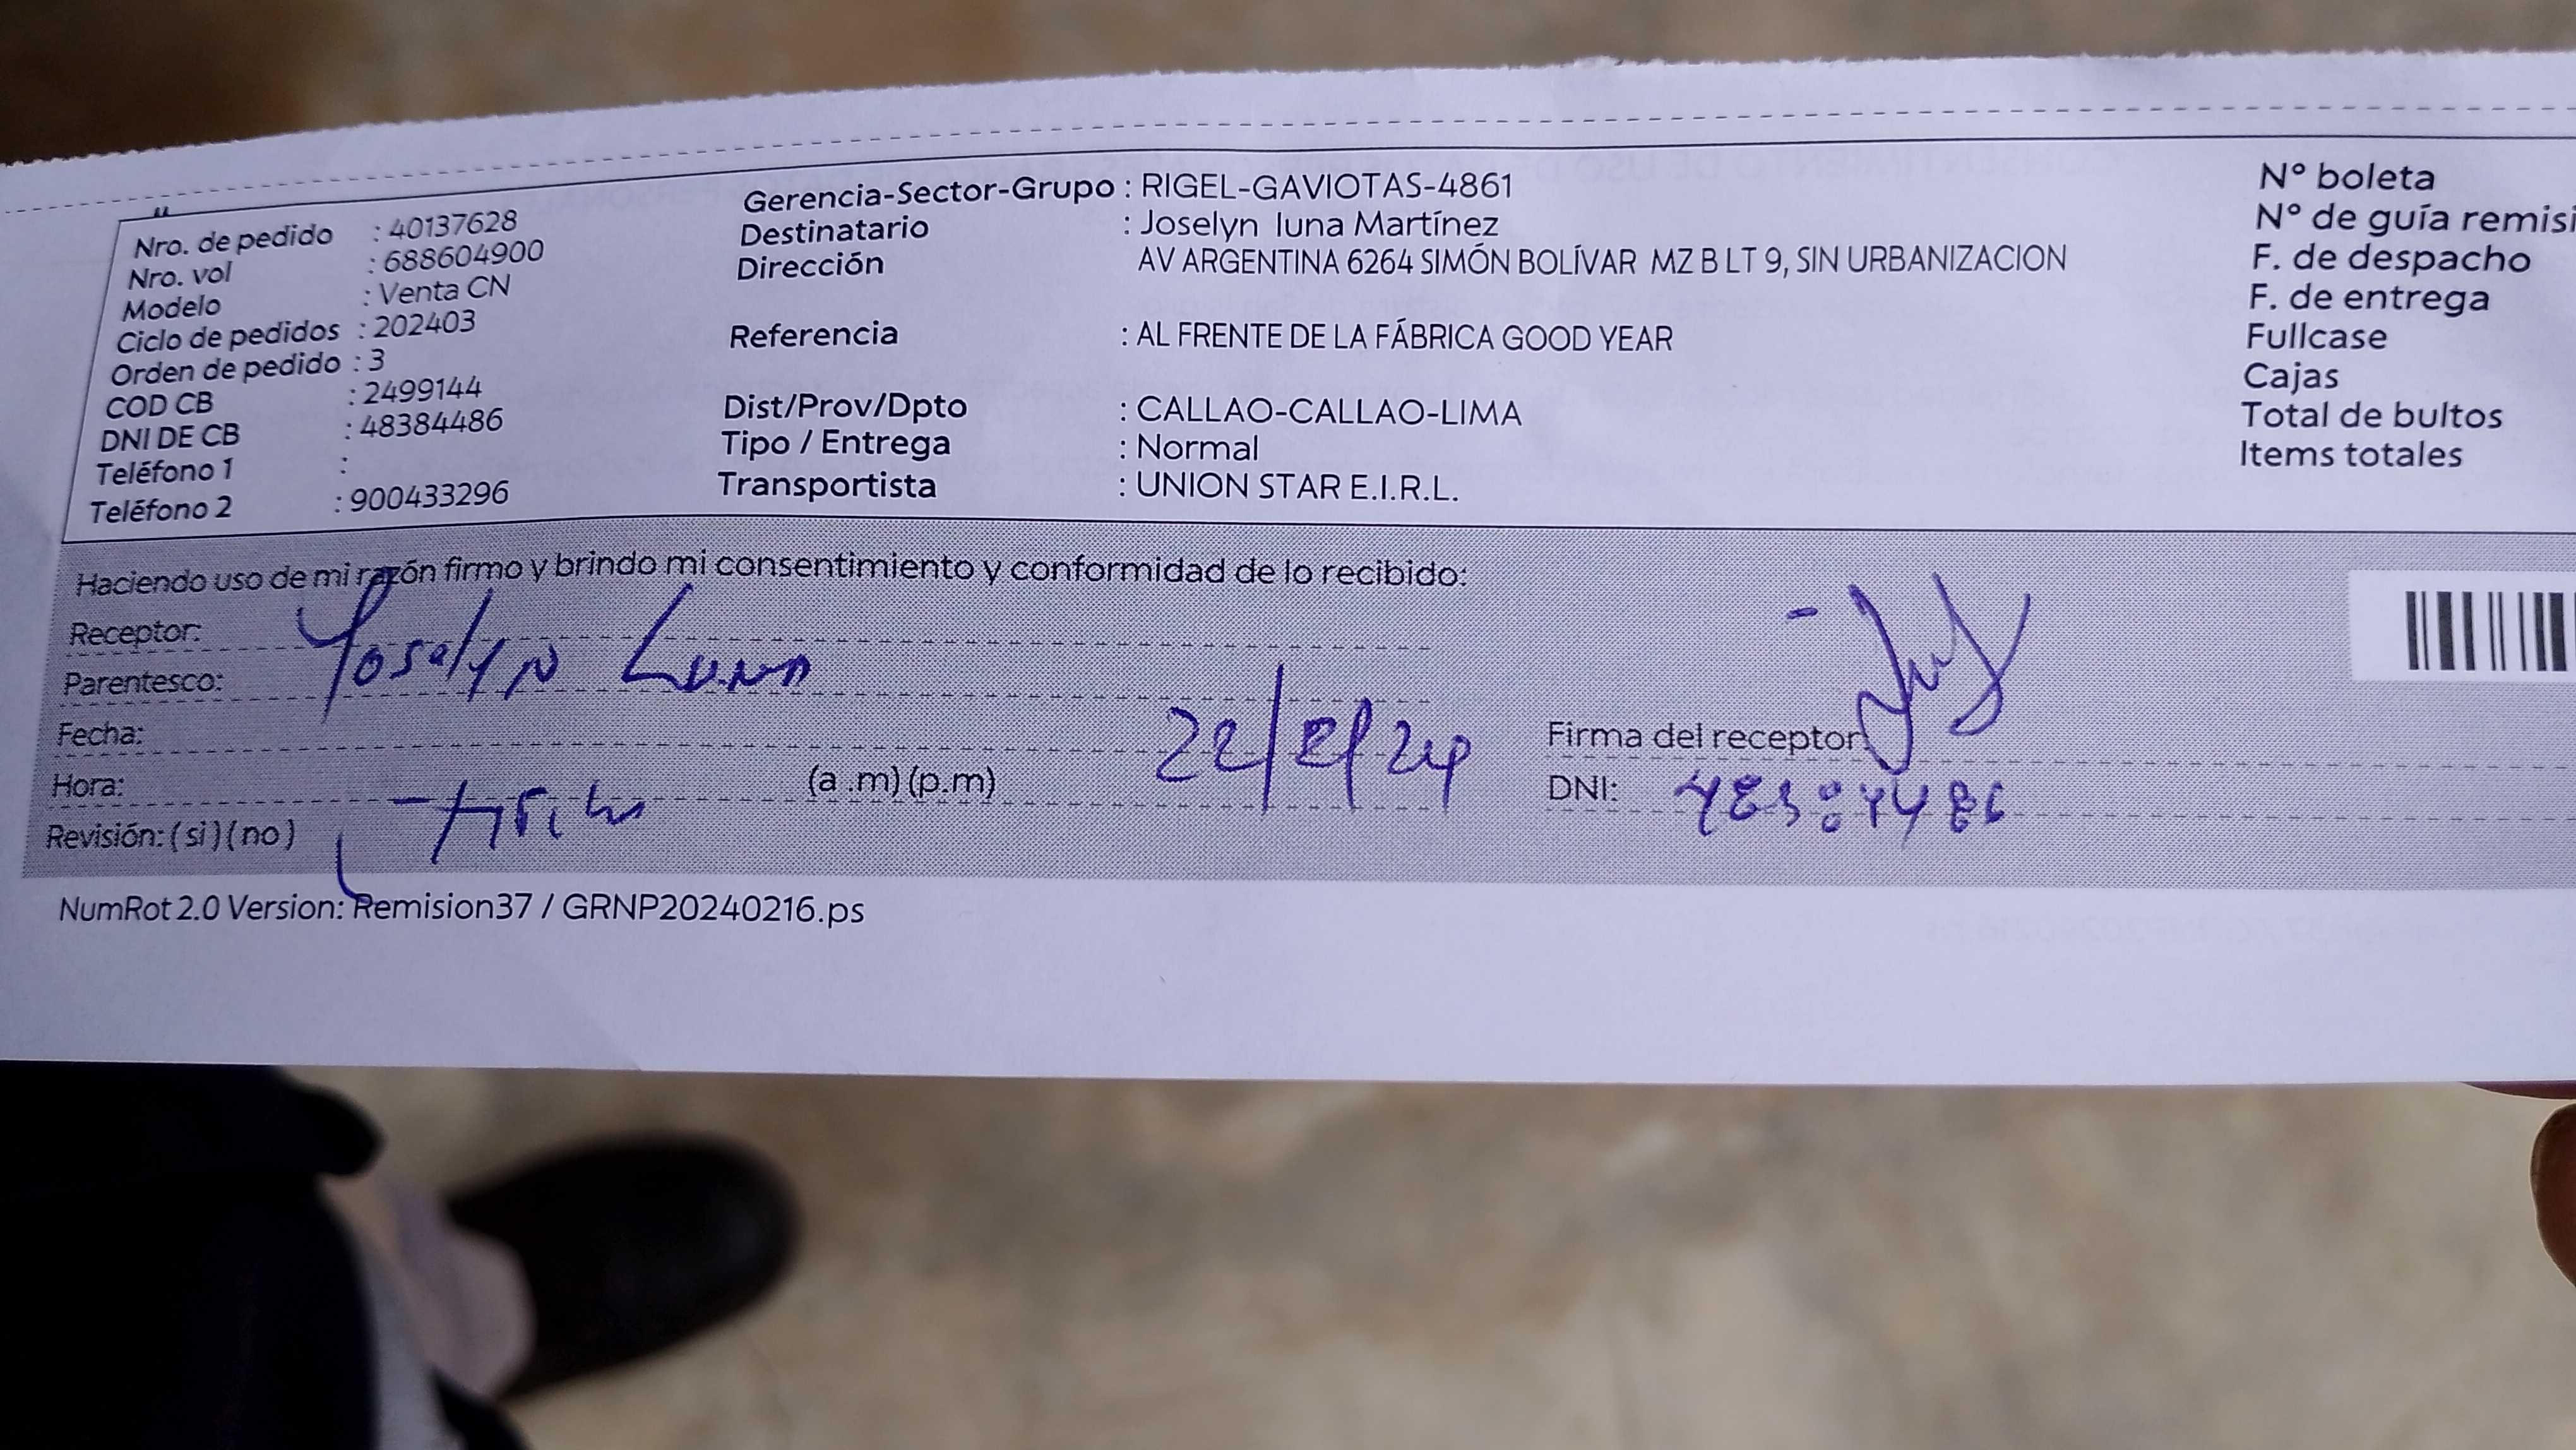 Nro. de pedido : 40137628
Nro. vol : 688604900
Modelo : Venta CN
Ciclo de pedidos : 202403
Orden de pedido : 3
COD CB : 2499144
DNI DE CB : 48384486
Teléfono 1 :
Teléfono 2 : 900433296
Gerencia-Sector-Grupo : RIGEL-GAVIOTAS-4861
Destinatario : Joselyn luna Martínez
Dirección AV ARGENTINA 6264 SIMÓN BOLÍVAR MZ B LT 9, SIN URBANIZACION
Referencia : AL FRENTE DE LA FÁBRICA GOOD YEAR
Dist/Prov/Dpto : CALLAO-CALLAO-LIMA
Tipo / Entrega : Normal
Transportista : UNION STAR E.I.R.L.
N° boleta
N° de guía remisi
F. de despacho
F. de entrega
Fullcase
Cajas
Total de bultos
Items totales
Haciendo uso de mi razón firmo y brindo mi consentimiento y conformidad de lo recibido:
Receptor: Yoselyn Luna
Parentesco:
Fecha: 22/2/24
Hora: (a .m) (p.m)
Revisión: (si) (no)
Firma del receptor
DNI: 48384486
NumRot 2.0 Version: Remision37 / GRNP20240216.ps